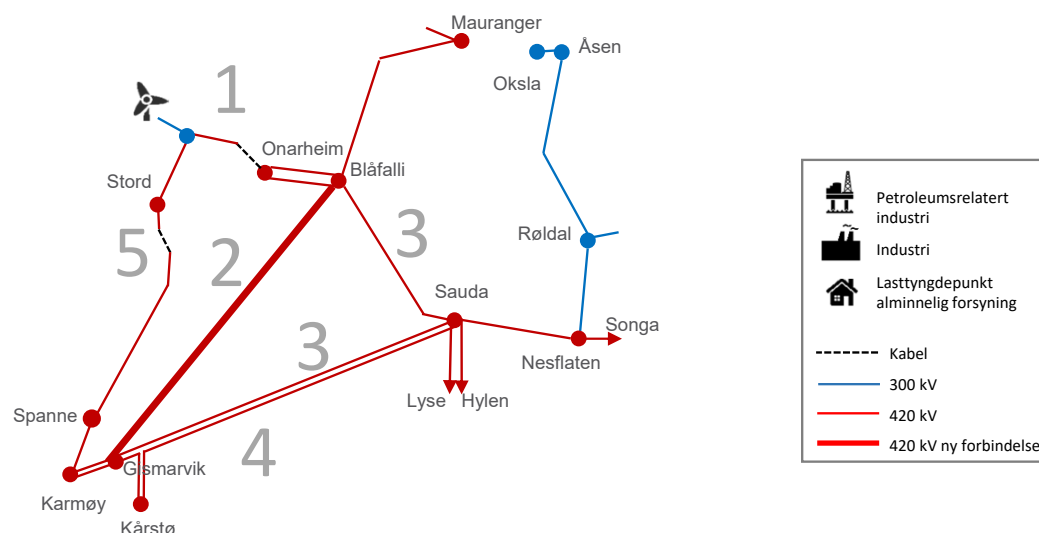 Mauranger
Åsen
Oksla
1
Onarheim
Blåfalli
Stord
5
2
3
Røldal
Sauda
Songa
3
Nesflaten
Lyse
Hylen
Spanne
Gismarvik
4
Karmøy
Kårstø
Petroleumsrelatert
industri
Industri
Lasttyngdepunkt
alminnelig forsyning
Kabel
300 kV
420 kV
420 kV ny forbindelse